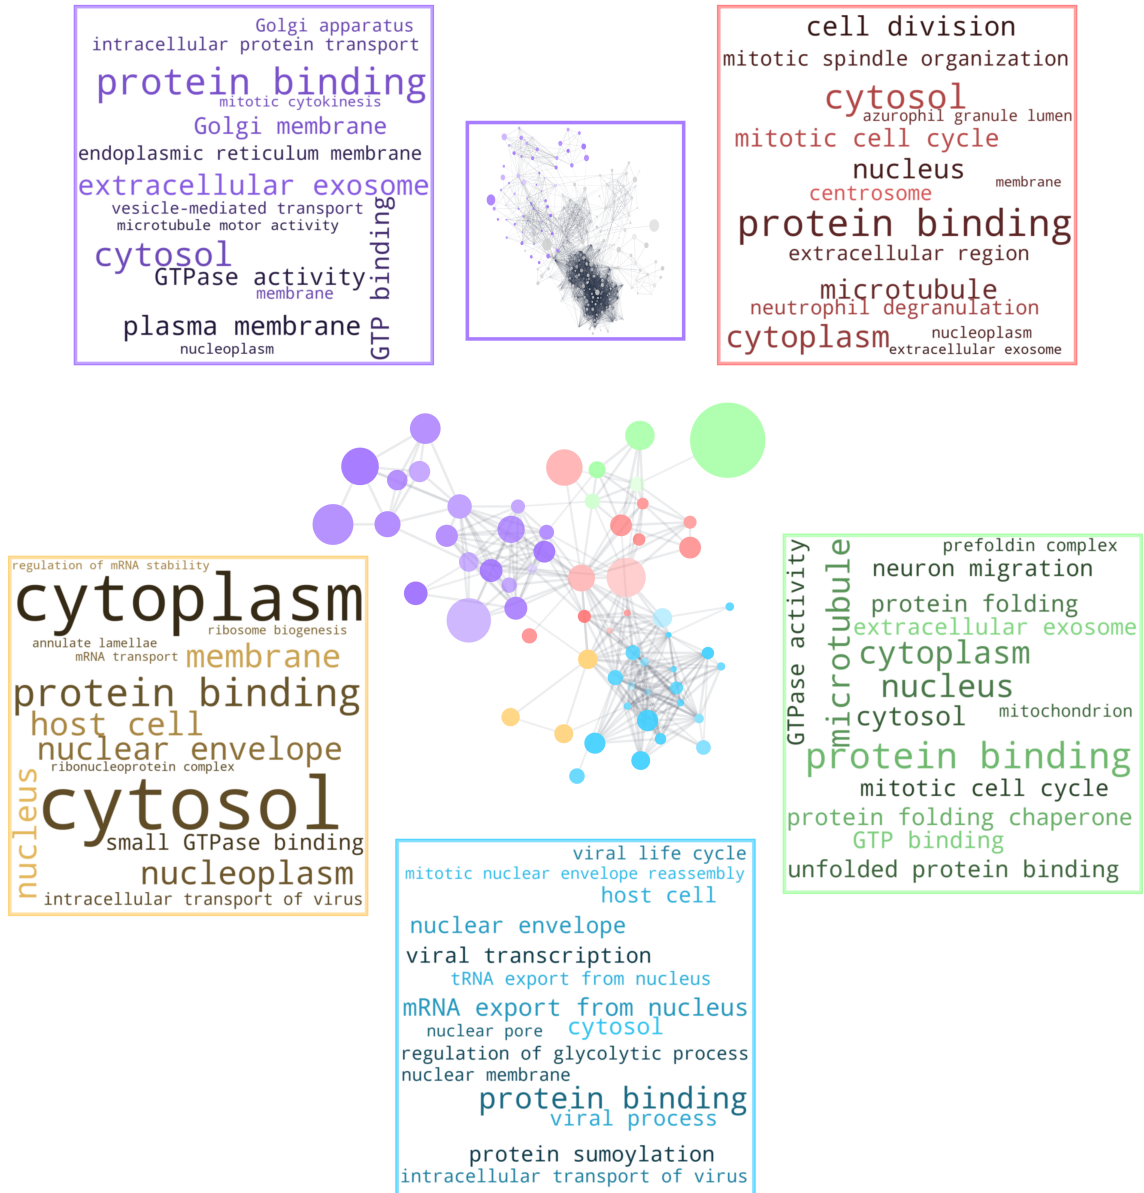 Golgi apparatus
intracellular protein transport
protein binding
mitotic cytokinesis
Golgi membrane
endoplasmic reticulum membrane
extracellular exosome
vesicle-mediated transport
microtubule motor activity
cytosol
GTPase activity
membrane
plasma membrane
nucleoplasm
GTP binding
cell division
mitotic spindle organization
cytosol
azurophil granule lumen
mitotic cell cycle
nucleus
membrane
centrosome
protein binding
extracellular region
microtubule
neutrophil degranulation
cytoplasm
nucleoplasm
extracellular exosome
regulation of mRNA stability
cytoplasm
ribosome biogenesis
annulate lamellae
mRNA transport
membrane
protein binding
host cell
nuclear envelope
ribonucleoprotein complex
nucleus
cytosol
small GTPase binding
nucleoplasm
intracellular transport of virus
GTPase activity
microtubule
prefoldin complex
neuron migration
protein folding
extracellular exosome
cytoplasm
nucleus
cytosol
mitochondrion
protein binding
mitotic cell cycle
protein folding chaperone
GTP binding
unfolded protein binding
viral life cycle
mitotic nuclear envelope reassembly
host cell
nuclear envelope
viral transcription
tRNA export from nucleus
mRNA export from nucleus
nuclear pore
cytosol
regulation of glycolytic process
nuclear membrane
protein binding
viral process
protein sumoylation
intracellular transport of virus